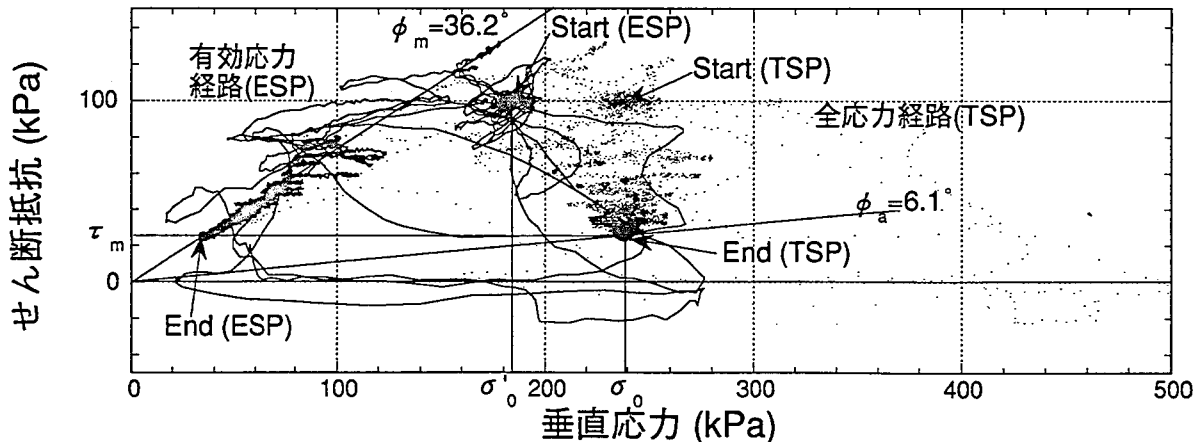 φm=36.2°
有効応力
経路(ESP)
Start (ESP)
Start (TSP)
全応力経路(TSP)
φa=6.1°
End (TSP)
End (ESP)
せん断抵抗 (kPa)
100
τm
0
0
100
σ'o
200
σo
300
400
500
垂直応力 (kPa)